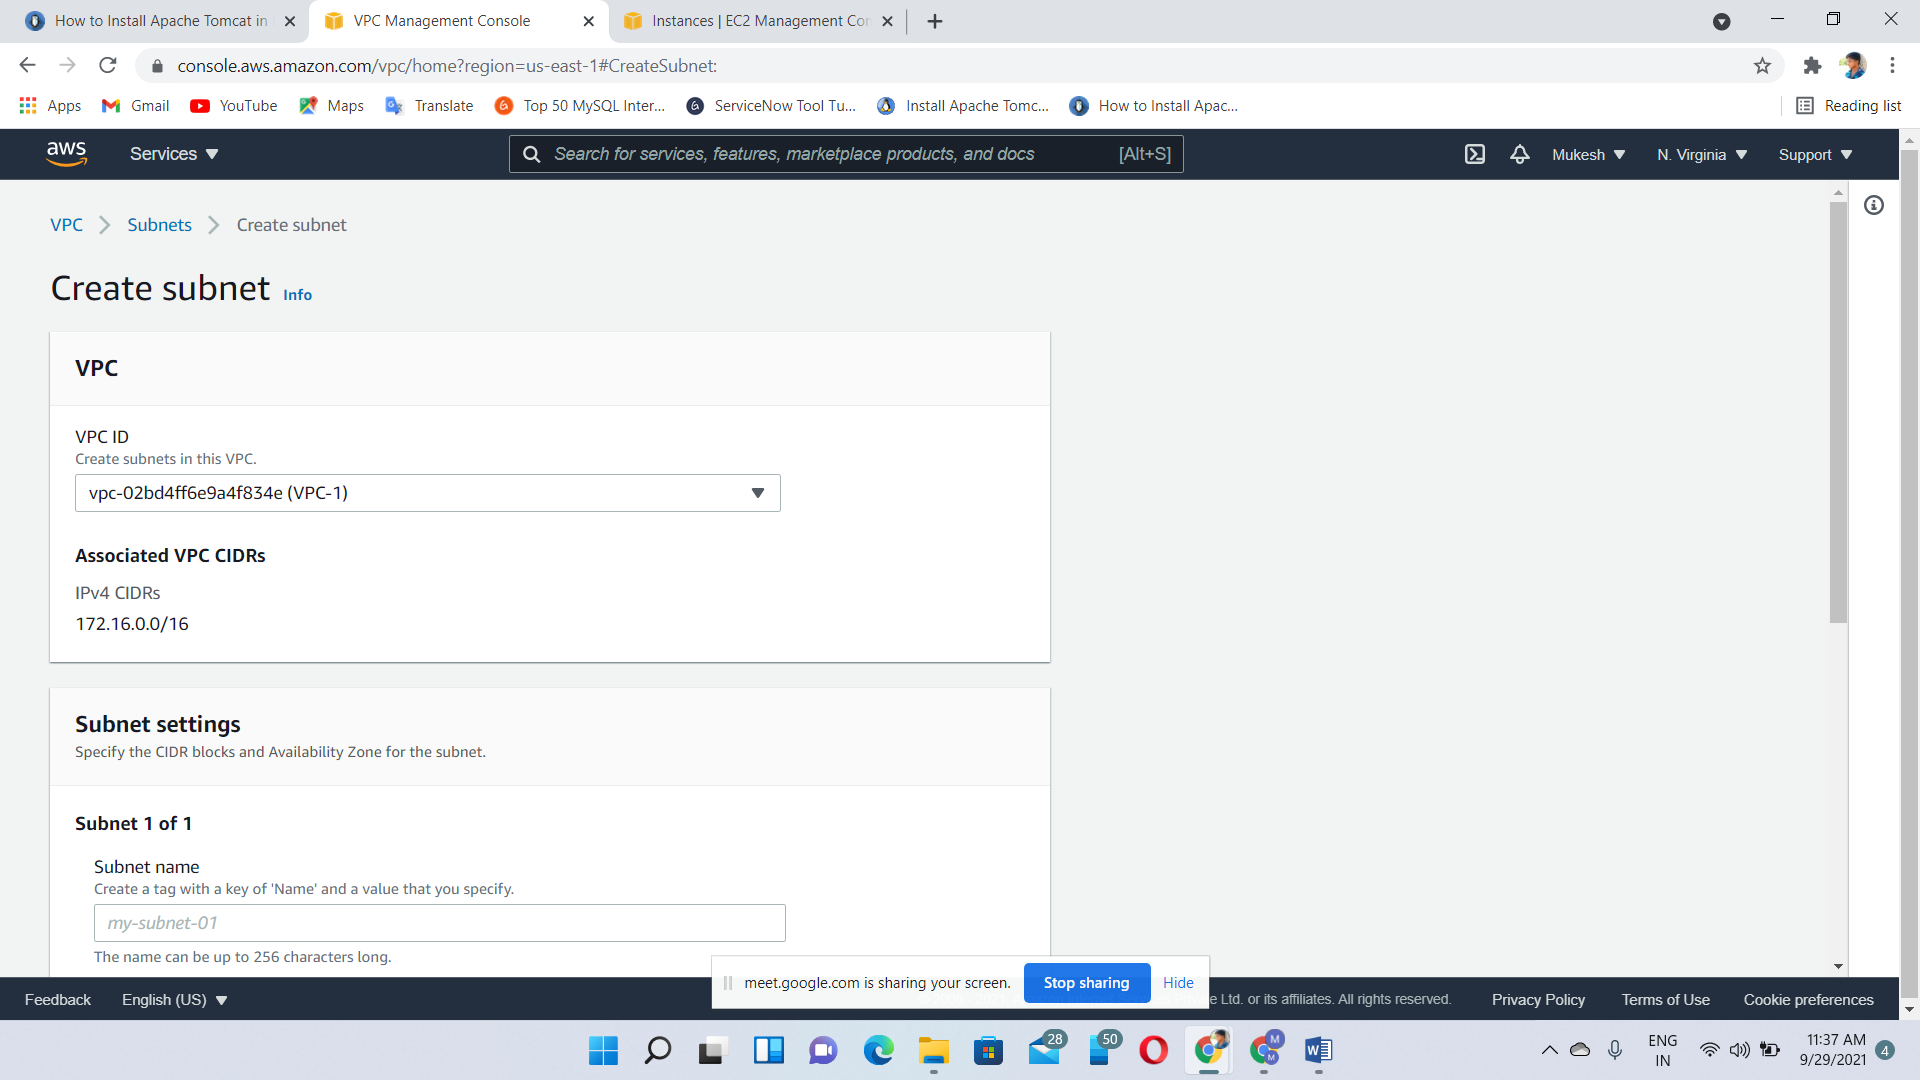 How to Install Apache Tomcat in
VPC Management Console
Instances | EC2 Management Con
console.aws.amazon.com/vpc/home?region=us-east-1#CreateSubnet:
Apps
Gmail
YouTube
Maps
Translate
Top 50 MySQL Inter...
ServiceNow Tool Tu...
Install Apache Tomc...
How to Install Apac...
Reading list
aws
Services
Search for services, features, marketplace products, and docs
[Alt+S]
Mukesh
N. Virginia
Support
VPC
Subnets
Create subnet
Create subnet Info
VPC
VPC ID
Create subnets in this VPC.
vpc-02bd4ff6e9a4f834e (VPC-1)
Associated VPC CIDRs
IPv4 CIDRs
172.16.0.0/16
Subnet settings
Specify the CIDR blocks and Availability Zone for the subnet.
Subnet 1 of 1
Subnet name
Create a tag with a key of 'Name' and a value that you specify.
my-subnet-01
The name can be up to 256 characters long.
meet.google.com is sharing your screen.
Stop sharing
Hide
Feedback
English (US)
Ltd. or its affiliates. All rights reserved.
Privacy Policy
Terms of Use
Cookie preferences
28
50
M
M
ENG
IN
11:37 AM
9/29/2021
4